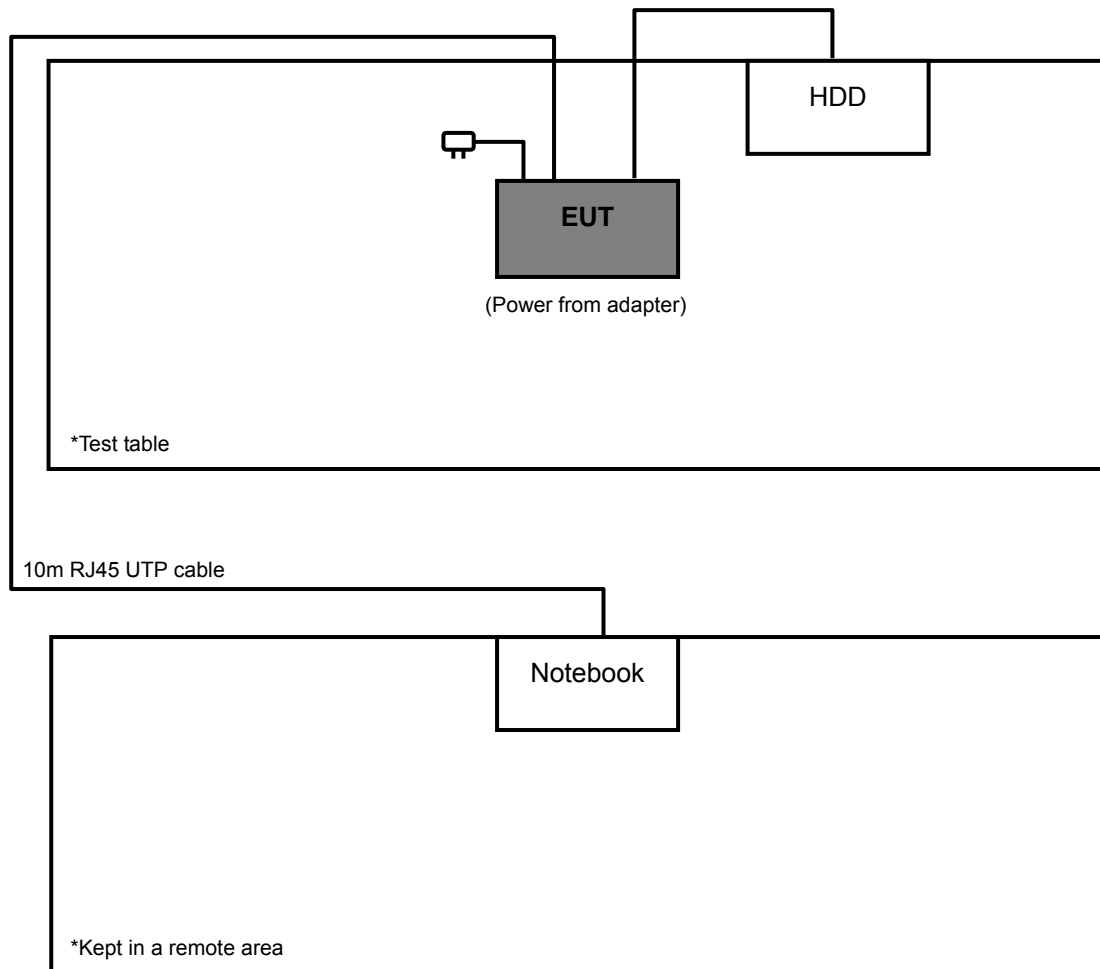 HDD
EUT
(Power from adapter)
*Test table
10m RJ45 UTP cable
Notebook
*Kept in a remote area